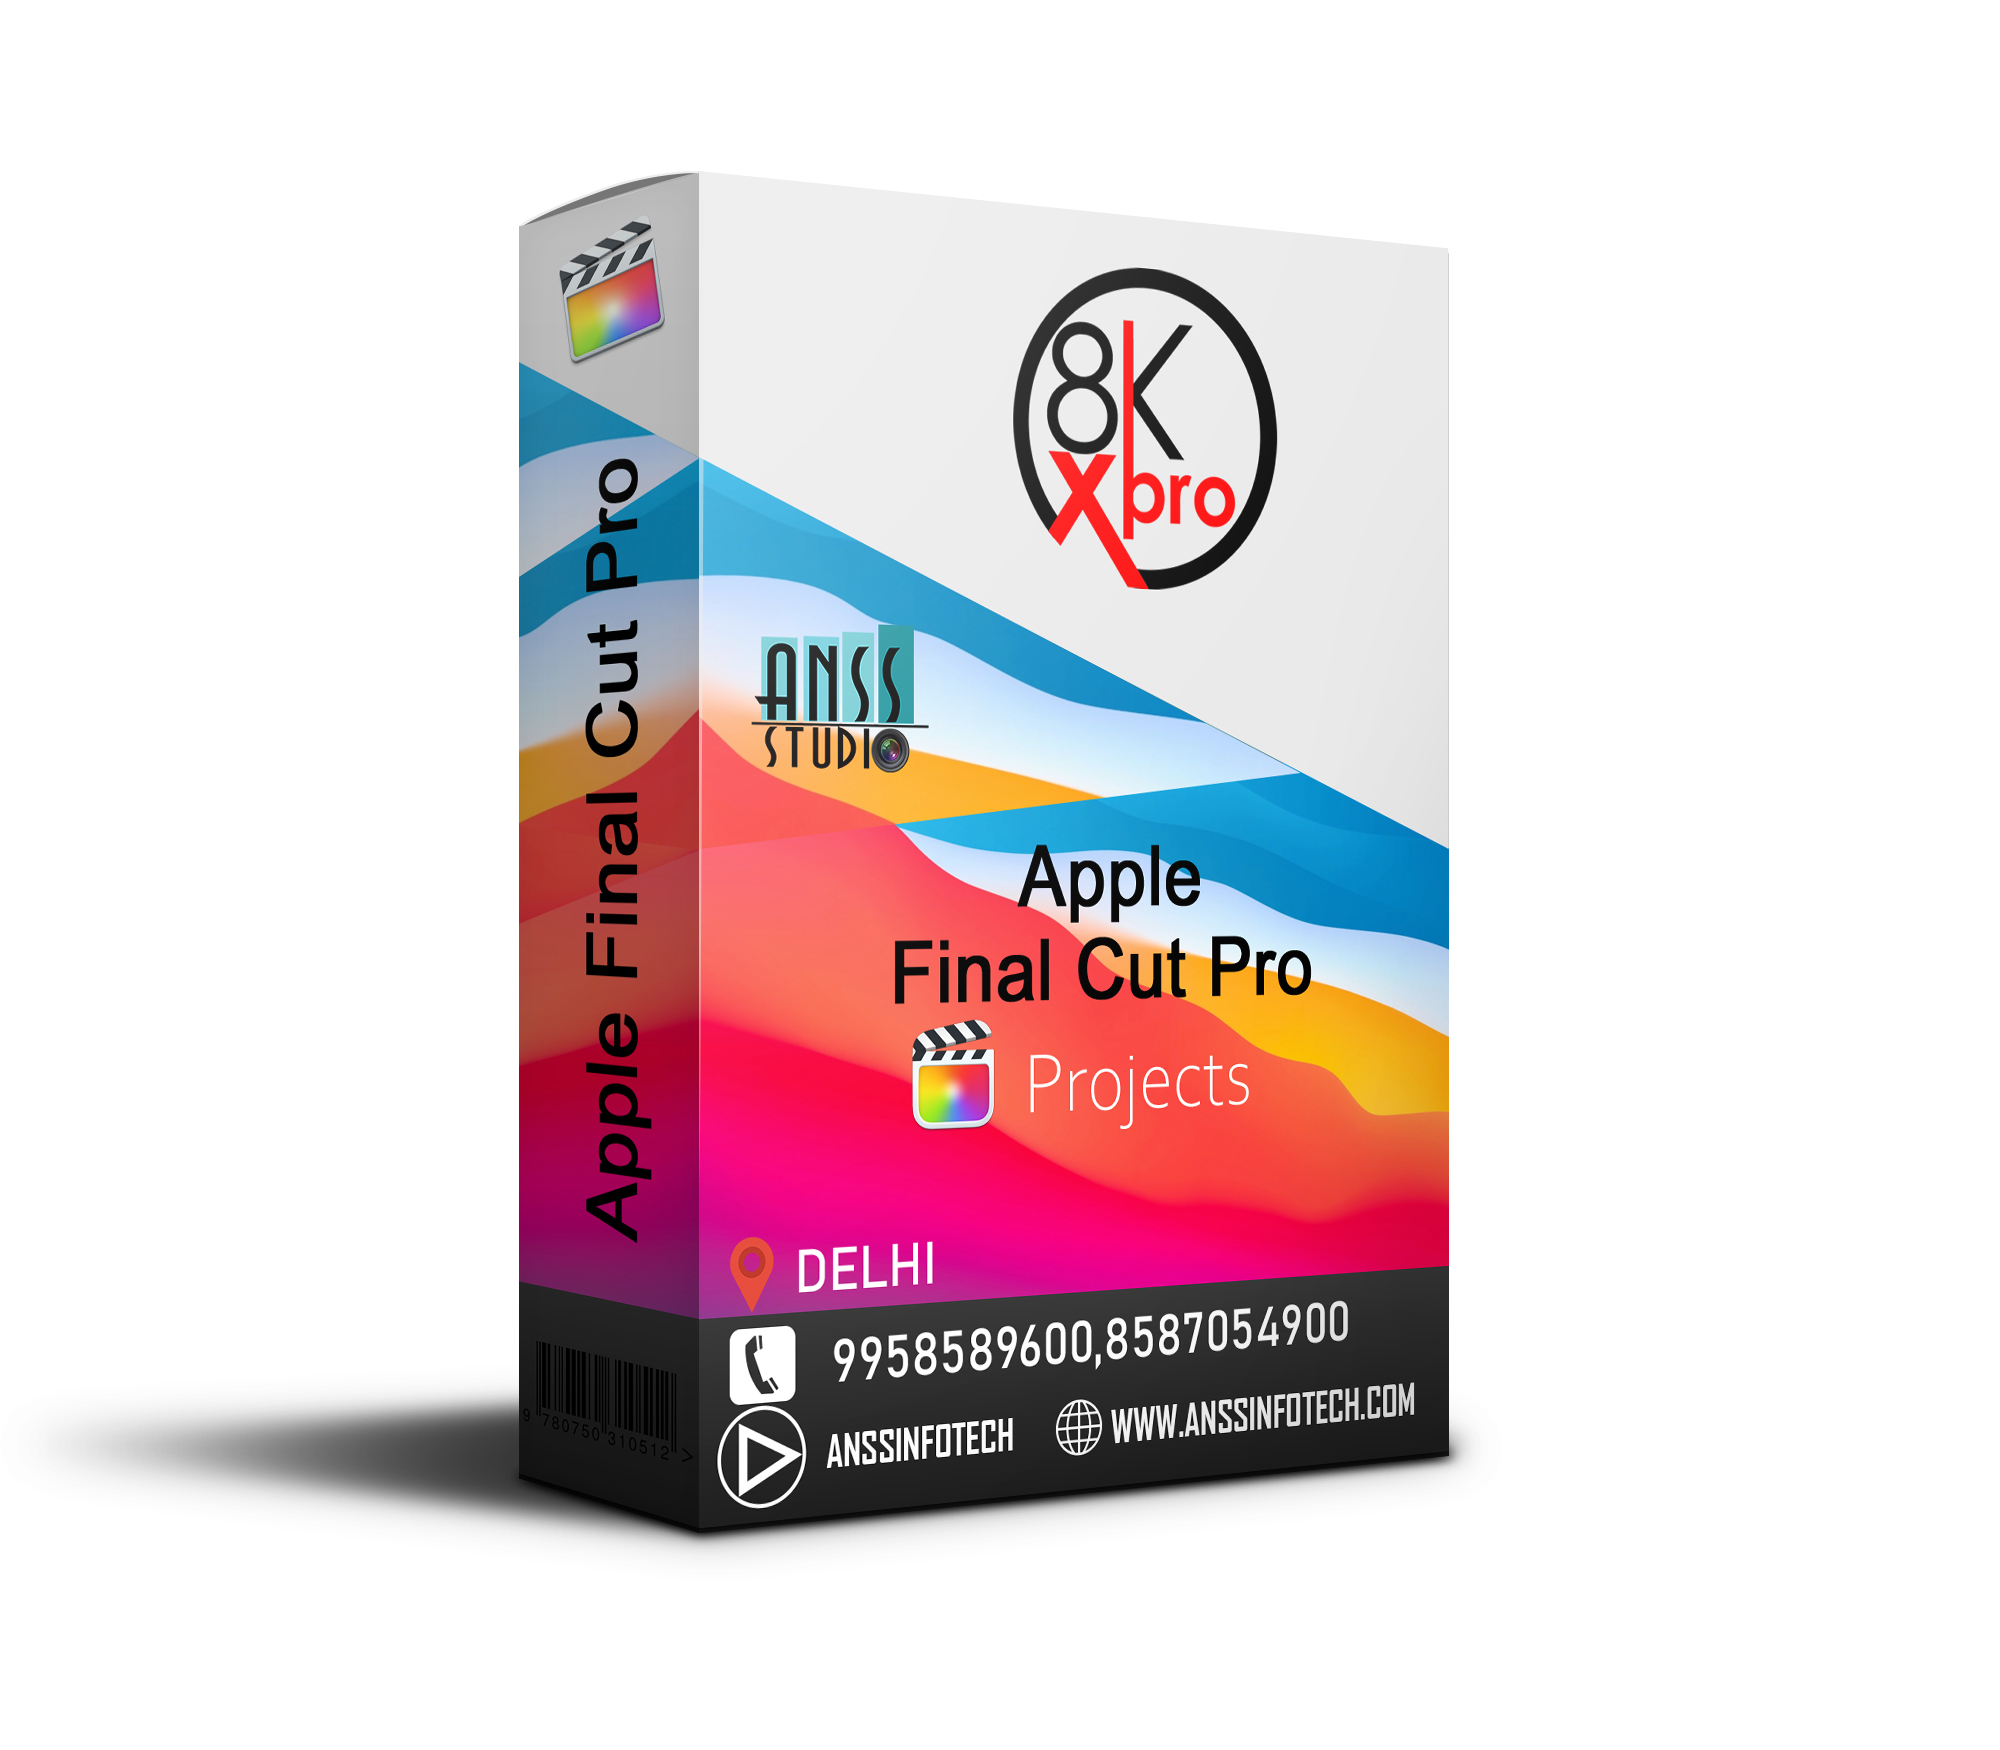 Apple Final Cut Pro
9 780750 310512 >
8K
Xpro
ANSS
STUDIO
Apple
Final Cut Pro
Projects
DELHI
9958589600,8587054900
ANSSINFOTECH
WWW.ANSSINFOTECH.COM